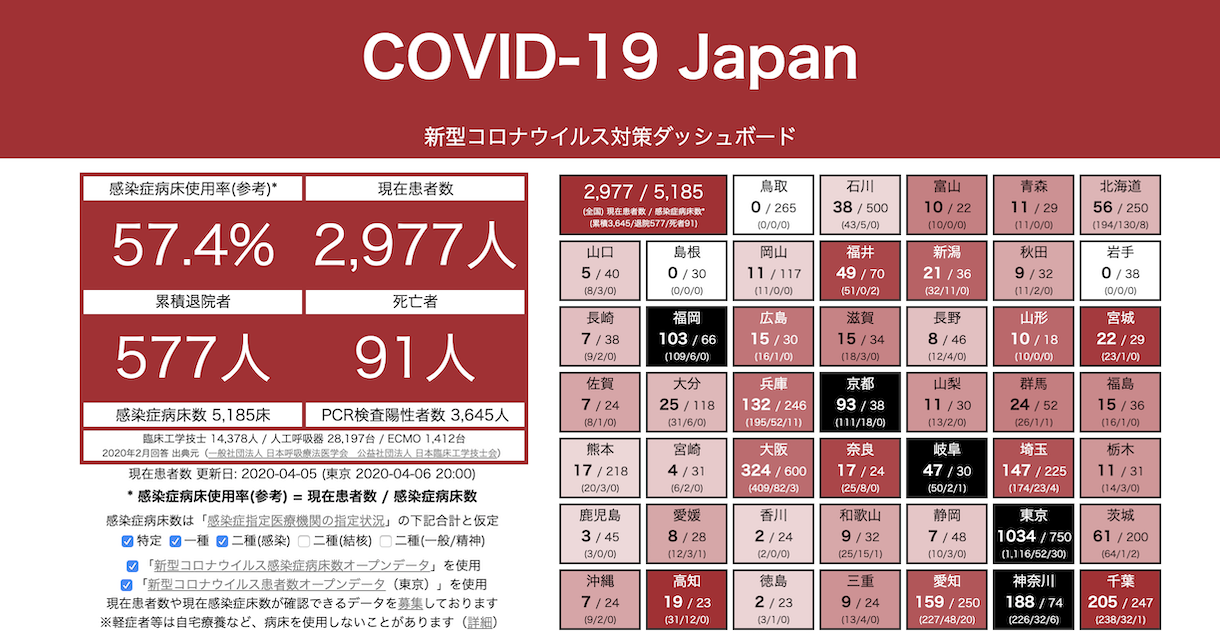 COVID-19 Japan
新型コロナウイルス対策ダッシュボード
感染症病床使用率(参考)*
57.4%
現在患者数
2,977人
累積退院者
577人
死亡者
91人
感染症病床数 5,185床
PCR検査陽性者数 3,645人
臨床工学技士 14,378人 / 人工呼吸器 28,197台 / ECMO 1,412台
2020年2月回答 出典元（一般社団法人 日本呼吸療法医学会　公益社団法人 日本臨床工学技士会）
現在患者数 更新日: 2020-04-05 (東京 2020-04-06 20:00)
* 感染症病床使用率(参考) = 現在患者数 / 感染症病床数
感染症病床数は「感染症指定医療機関の指定状況」の下記合計と仮定
特定 一種 二種(感染) 二種(結核) 二種(一般/精神)
「新型コロナウイルス感染症病床数オープンデータ」を使用
「新型コロナウイルス患者数オープンデータ（東京）」を使用
現在患者数や現在感染症床数が確認できるデータを募集しております
※軽症者等は自宅療養など、病床を使用しないことがあります（詳細）
2,977 / 5,185
(全国) 現在患者数 / 感染症病床数*
(累積3,645/退院577/死者91)
鳥取
0 / 265
(0/0/0)
石川
38 / 500
(43/5/0)
富山
10 / 22
(10/0/0)
青森
11 / 29
(11/0/0)
北海道
56 / 250
(194/130/8)
山口
5 / 40
(8/3/0)
島根
0 / 30
(0/0/0)
岡山
11 / 117
(11/0/0)
福井
49 / 70
(51/0/2)
新潟
21 / 36
(32/11/0)
秋田
9 / 32
(11/2/0)
岩手
0 / 38
(0/0/0)
長崎
7 / 38
(9/2/0)
福岡
103 / 66
(109/6/0)
広島
15 / 30
(16/1/0)
滋賀
15 / 34
(18/3/0)
長野
8 / 46
(12/4/0)
山形
10 / 18
(10/0/0)
宮城
22 / 29
(23/1/0)
佐賀
7 / 24
(8/1/0)
大分
25 / 118
(31/6/0)
兵庫
132 / 246
(195/52/11)
京都
93 / 38
(111/18/0)
山梨
11 / 30
(13/2/0)
群馬
24 / 52
(26/1/1)
福島
15 / 36
(16/1/0)
熊本
17 / 218
(20/3/0)
宮崎
4 / 31
(6/2/0)
大阪
324 / 600
(409/82/3)
奈良
17 / 24
(25/8/0)
岐阜
47 / 30
(50/2/1)
埼玉
147 / 225
(174/23/4)
栃木
11 / 31
(14/3/0)
鹿児島
3 / 45
(3/0/0)
愛媛
8 / 28
(12/3/1)
香川
2 / 24
(2/0/0)
和歌山
9 / 32
(25/15/1)
静岡
7 / 48
(10/3/0)
東京
1034 / 750
(1,116/52/30)
茨城
61 / 200
(64/1/2)
沖縄
7 / 24
(9/2/0)
高知
19 / 23
(31/12/0)
徳島
2 / 23
(3/1/0)
三重
9 / 24
(13/4/0)
愛知
159 / 250
(227/48/20)
神奈川
188 / 74
(226/32/6)
千葉
205 / 247
(238/32/1)